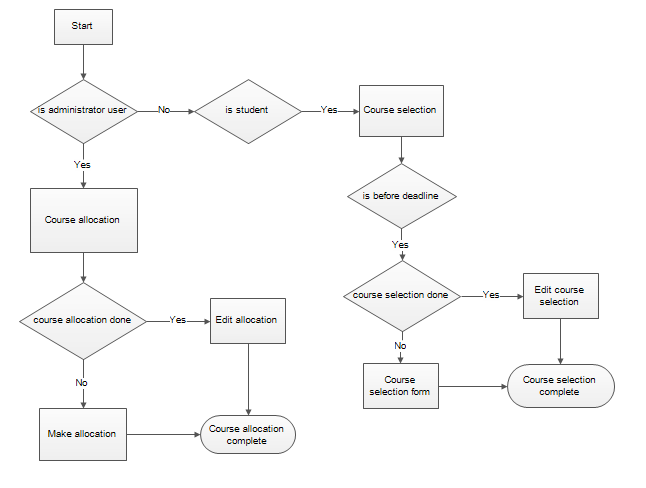 Start
is administrator user
No
is student
Yes
Course selection
Yes
is before deadline
Course allocation
Yes
course selection done
Yes
Edit course
selection
course allocation done
Yes
Edit allocation
No
No
Course
selection form
Course selection
complete
Make allocation
Course allocation
complete